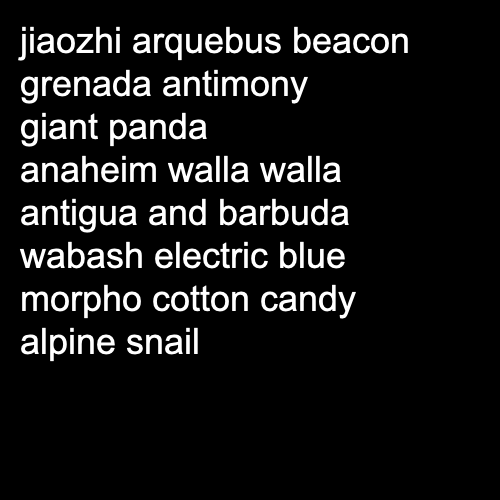 jiaozhi arquebus beacon
grenada antimony
giant panda
anaheim walla walla
antigua and barbuda
wabash electric blue
morpho cotton candy
alpine snail